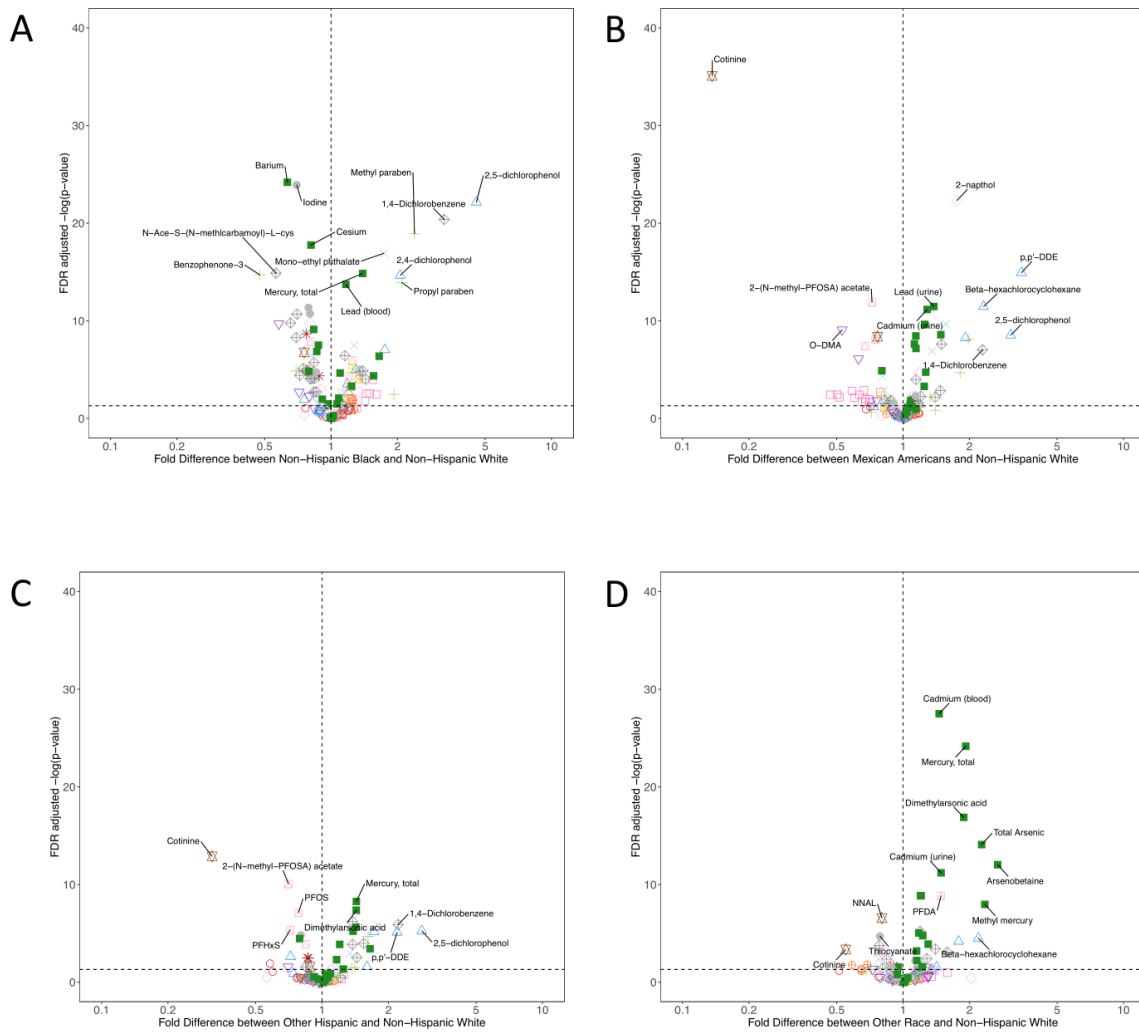 A
B
40
30
20
10
0
FDR adjusted −log(p−value)
Barium
Iodine
Methyl paraben
2,5−dichlorophenol
1,4−Dichlorobenzene
N−Ace−S−(N−methlcarbamoyl)−L−cys
Cesium
Mono−ethyl phthalate
2,4−dichlorophenol
Benzophenone−3
Mercury, total
Propyl paraben
Lead (blood)
0.1 0.2 0.5 1 2 5 10
Fold Difference between Non−Hispanic Black and Non−Hispanic White
40
30
20
10
0
FDR adjusted −log(p−value)
Cotinine
2−napthol
p,p'−DDE
2−(N−methyl−PFOSA) acetate
Lead (urine)
Beta−hexachlorocyclohexane
Cadmium (urine)
2,5−dichlorophenol
O−DMA
1,4−Dichlorobenzene
0.1 0.2 0.5 1 2 5 10
Fold Difference between Mexican Americans and Non−Hispanic White
C
D
40
30
20
10
0
FDR adjusted −log(p−value)
Cotinine
2−(N−methyl−PFOSA) acetate
Mercury, total
PFOS
1,4−Dichlorobenzene
Dimethylarsonic acid
PFHxS
2,5−dichlorophenol
p,p'−DDE
0.1 0.2 0.5 1 2 5 10
Fold Difference between Other Hispanic and Non−Hispanic White
40
30
20
10
0
FDR adjusted −log(p−value)
Cadmium (blood)
Mercury, total
Dimethylarsonic acid
Total Arsenic
Cadmium (urine)
Arsenobetaine
NNAL
PFDA
Methyl mercury
Thiocyanate
Beta−hexachlorocyclohexane
Cotinine
0.1 0.2 0.5 1 2 5 10
Fold Difference between Other Race and Non−Hispanic White